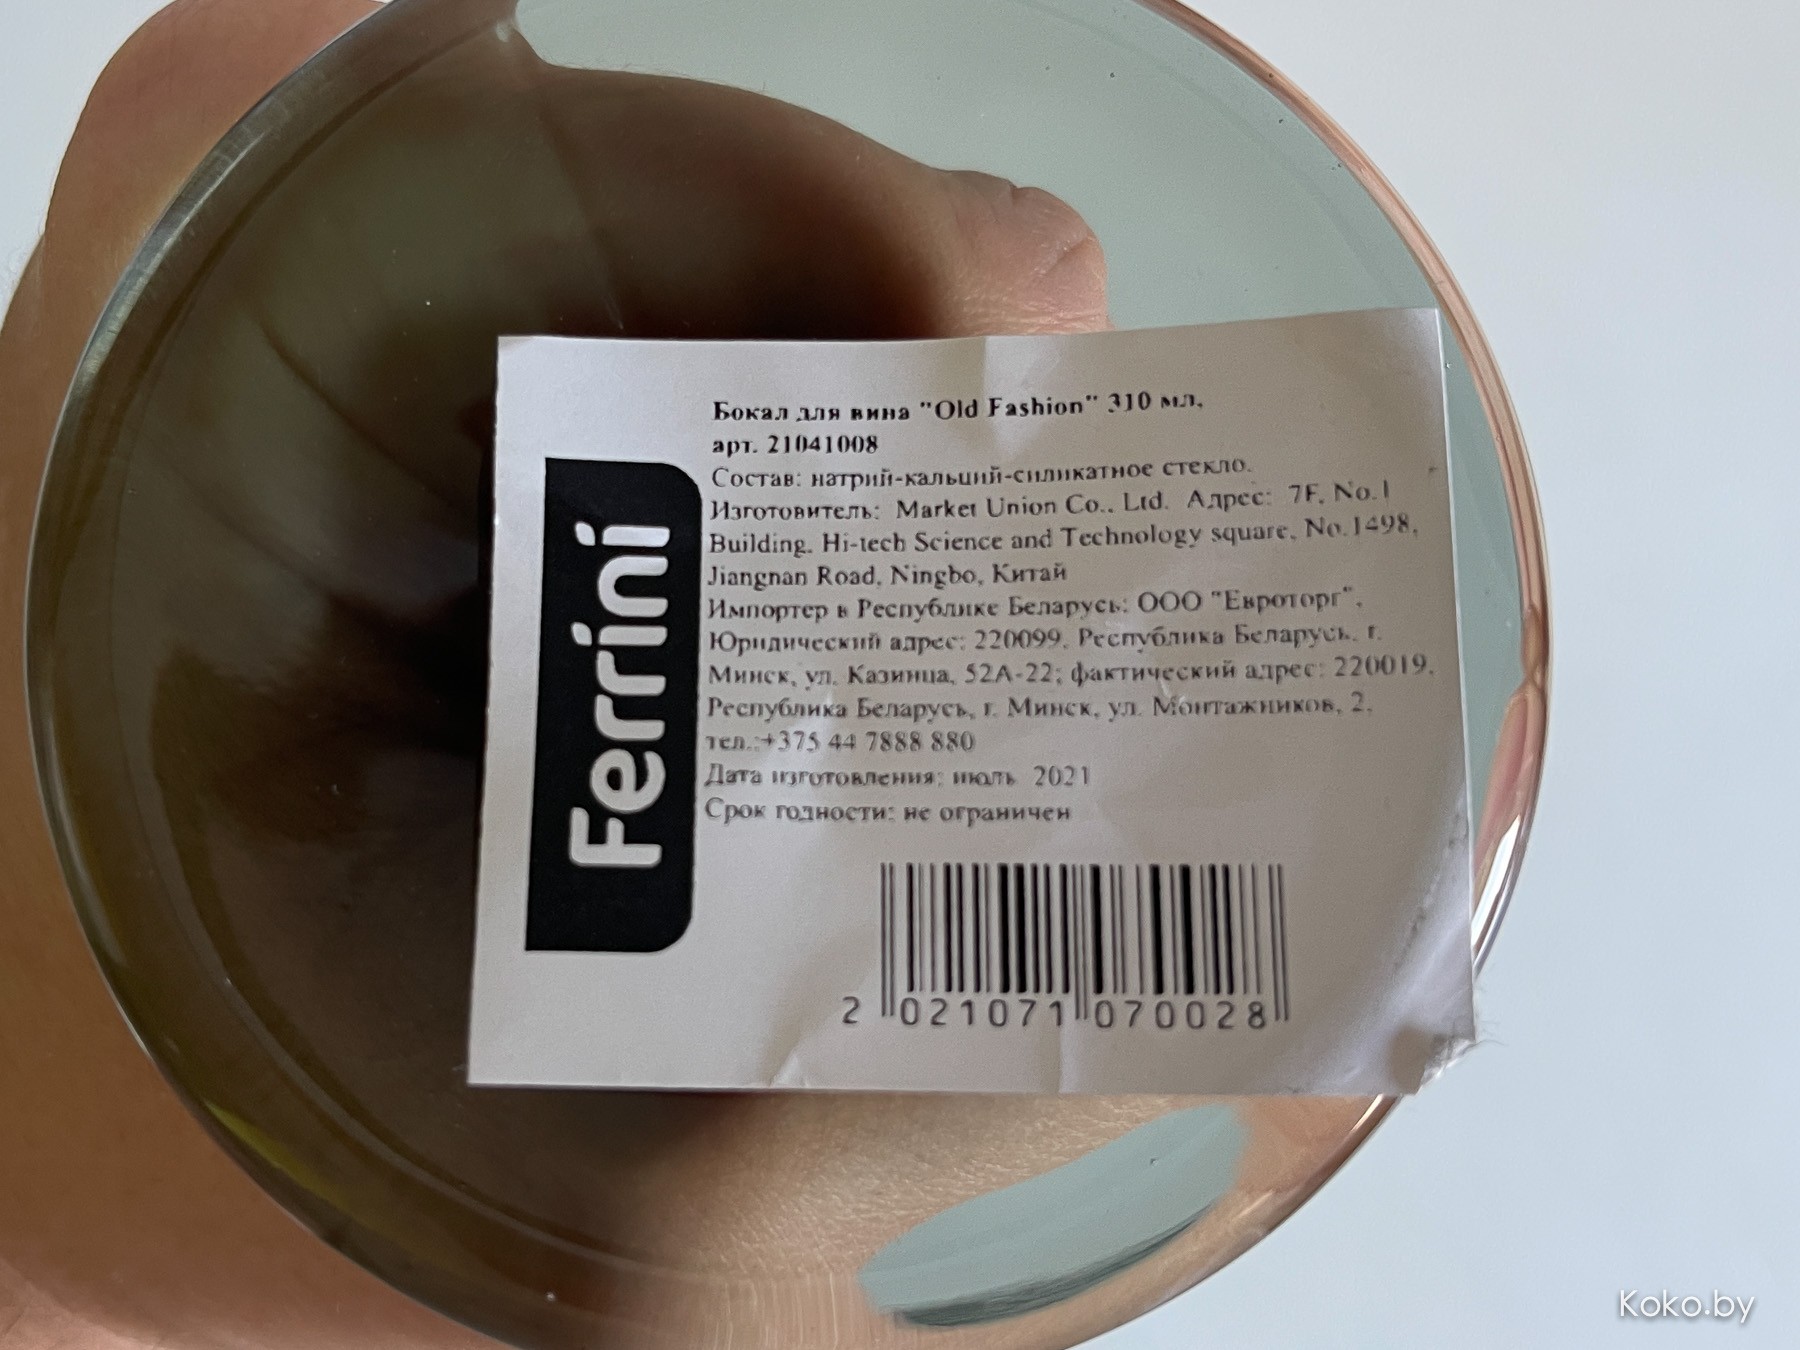 Ferrini
Бокал для вина "Old Fashion" 310 мл,
арт. 21041008
Состав: натрий-кальций-силикатное стекло.
Изготовитель: Market Union Co., Ltd. Адрес: 7F, No.1
Building, Hi-tech Science and Technology square, No.1498,
Jiangnan Road, Ningbo, Китай
Импортер в Республике Беларусь: ООО "Евроторг",
Юридический адрес: 220099, Республика Беларусь, г.
Минск, ул. Казинца, 52А-22; фактический адрес: 220019,
Республика Беларусь, г. Минск, ул. Монтажников, 2,
тел.:+375 44 7888 880
Дата изготовления: июль 2021
Срок годности: не ограничен
2 021071 070028
Koko.by